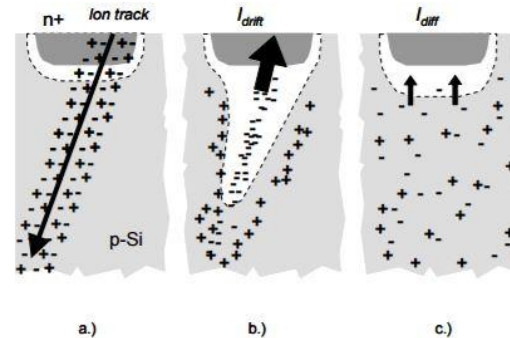 n+ ion track
I_drift
I_diff
p-Si
a.) b.) c.)